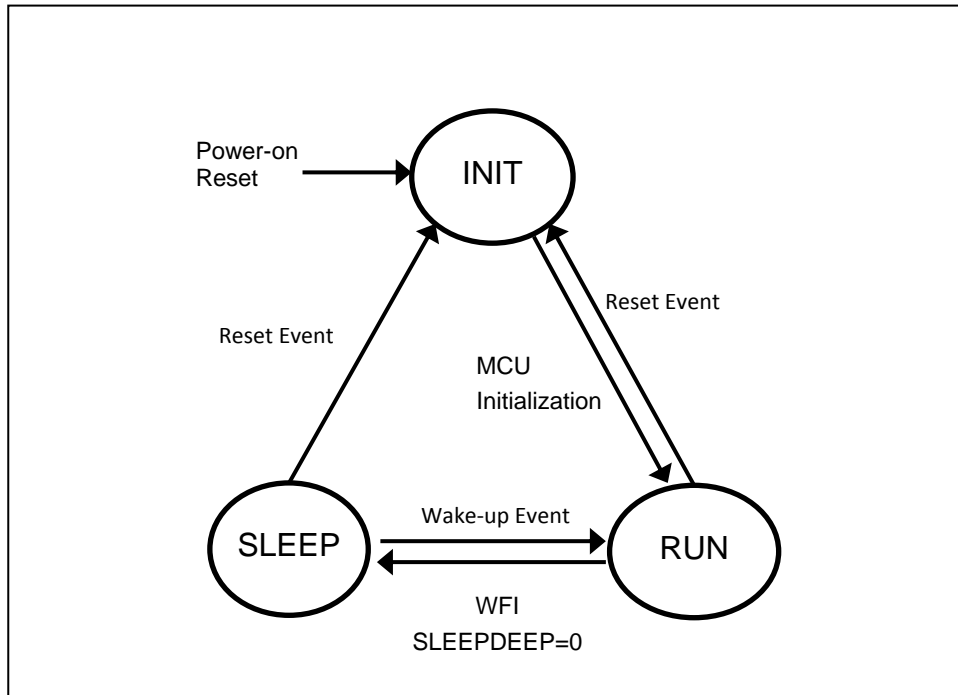 Power-on
Reset
INIT
Reset Event
Reset Event
MCU
Initialization
SLEEP
Wake-up Event
RUN
WFI
SLEEPDEEP=0